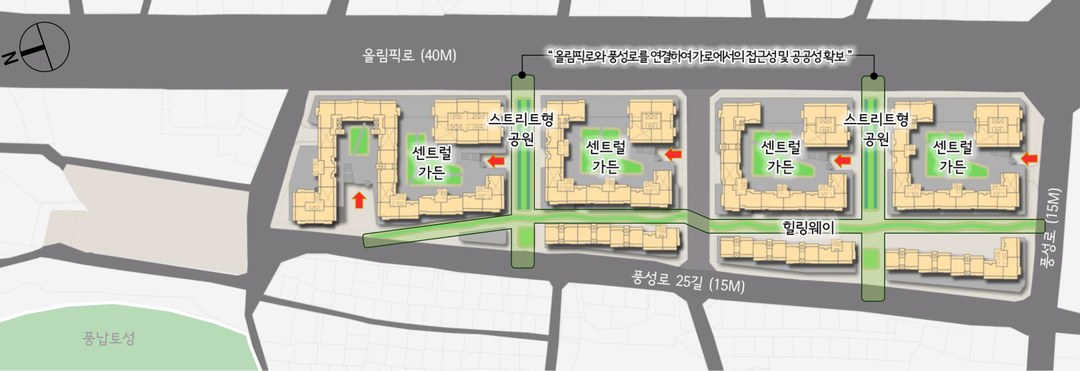 N
올림픽로 (40M)
"올림픽로와 풍성로를 연결하여 가로에서의 접근성 및 공공성 확보"
스트리트형
공원
스트리트형
공원
센트럴
가든
센트럴
가든
센트럴
가든
센트럴
가든
힐링웨이
풍성로 (15M)
풍성로 25길 (15M)
풍납토성